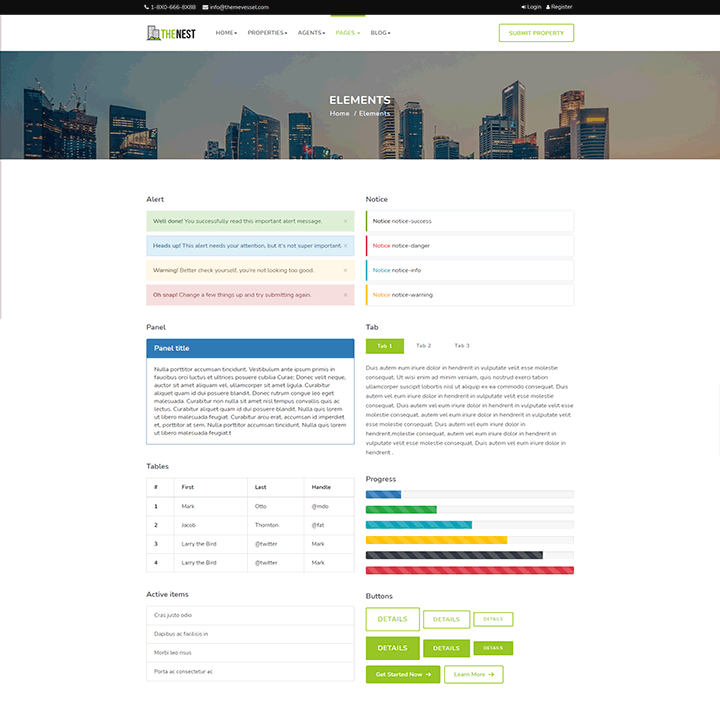 1-8X0-666-8X88 info@themevessel.com Login Register
THENEST HOME PROPERTIES AGENTS PAGES BLOG SUBMIT PROPERTY
ELEMENTS
Home / Elements
Alert
Well done! You successfully read this important alert message. ×
Heads up! This alert needs your attention, but it's not super important. ×
Warning! Better check yourself, you're not looking too good. ×
Oh snap! Change a few things up and try submitting again. ×
Notice
Notice notice-success
Notice notice-danger
Notice notice-info
Notice notice-warning
Panel
Panel title
Nulla porttitor accumsan tincidunt. Vestibulum ante ipsum primis in
faucibus orci luctus et ultrices posuere cubilia Curae; Donec velit neque,
auctor sit amet aliquam vel, ullamcorper sit amet ligula. Curabitur
aliquet quam id dui posuere blandit. Donec rutrum congue leo eget
malesuada. Curabitur non nulla sit amet nisl tempus convallis quis ac
lectus. Curabitur aliquet quam id dui posuere blandit. Nulla quis lorem
ut libero malesuada feugiat. Curabitur arcu erat, accumsan id imperdiet
et, porttitor at sem. Nulla porttitor accumsan tincidunt. Nulla quis lorem
ut libero malesuada feugiat.t
Tab
Tab 1 Tab 2 Tab 3
Duis autem eum iriure dolor in hendrerit in vulputate velit esse molestie
consequat, Ut wisi enim ad minim veniam, quis nostrud exerci tation
ullamcorper suscipit lobortis nisl ut aliquip ex ea commodo consequat. Duis
autem vel eum iriure dolor in hendrerit in vulputate velit esse molestie
consequat, Duis autem vel eum iriure dolor in hendrerit in vulputate velit esse
molestie consequat. autem vel eum iriure dolor in hendrerit in vulputate velit
esse molestie consequat. Duis autem vel eum iriure dolor in
hendrerit.molestie consequat. autem vel eum iriure dolor in hendrerit in
vulputate velit esse molestie consequat. Duis autem vel eum iriure dolor in
hendrerit .
Tables
# First Last Handle
1 Mark Otto @mdo
2 Jacob Thornton @fat
3 Larry the Bird @twitter Mark
4 Larry the Bird @twitter Mark
Progress
Active items
Cras justo odio
Dapibus ac facilisis in
Morbi leo risus
Porta ac consectetur ac
Buttons
DETAILS DETAILS DETAILS
DETAILS DETAILS DETAILS
Get Started Now → Learn More →